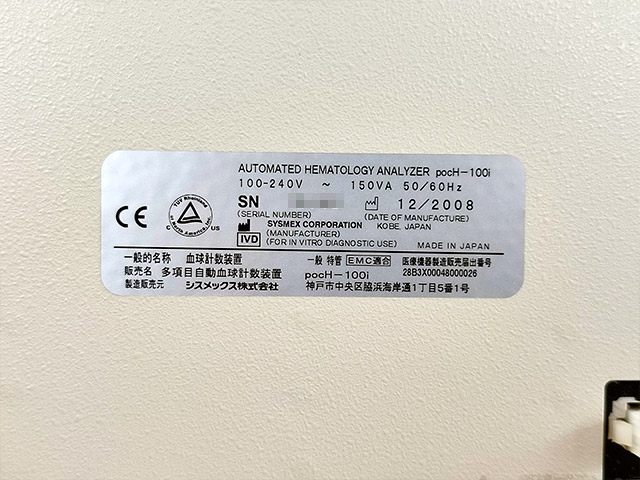 AUTOMATED HEMATOLOGY ANALYZER pocH-100i
100-240V ~ 150VA 50/60Hz
SN 12/2008
(SERIAL NUMBER) (DATE OF MANUFACTURE)
SYSMEX CORPORATION KOBE, JAPAN
(MANUFACTURER)
IVD (FOR IN VITRO DIAGNOSTIC USE) MADE IN JAPAN
CE
TÜV Rheinland
of North America, Inc.
C US
一般的名称 血球計数装置 一般 特管 EMC適合 医療機器製造販売届出番号
販売名 多項目自動血球計数装置 pocH-100i 28B3X00048000026
製造販売元 シスメックス株式会社 神戸市中央区脇浜海岸通1丁目5番1号